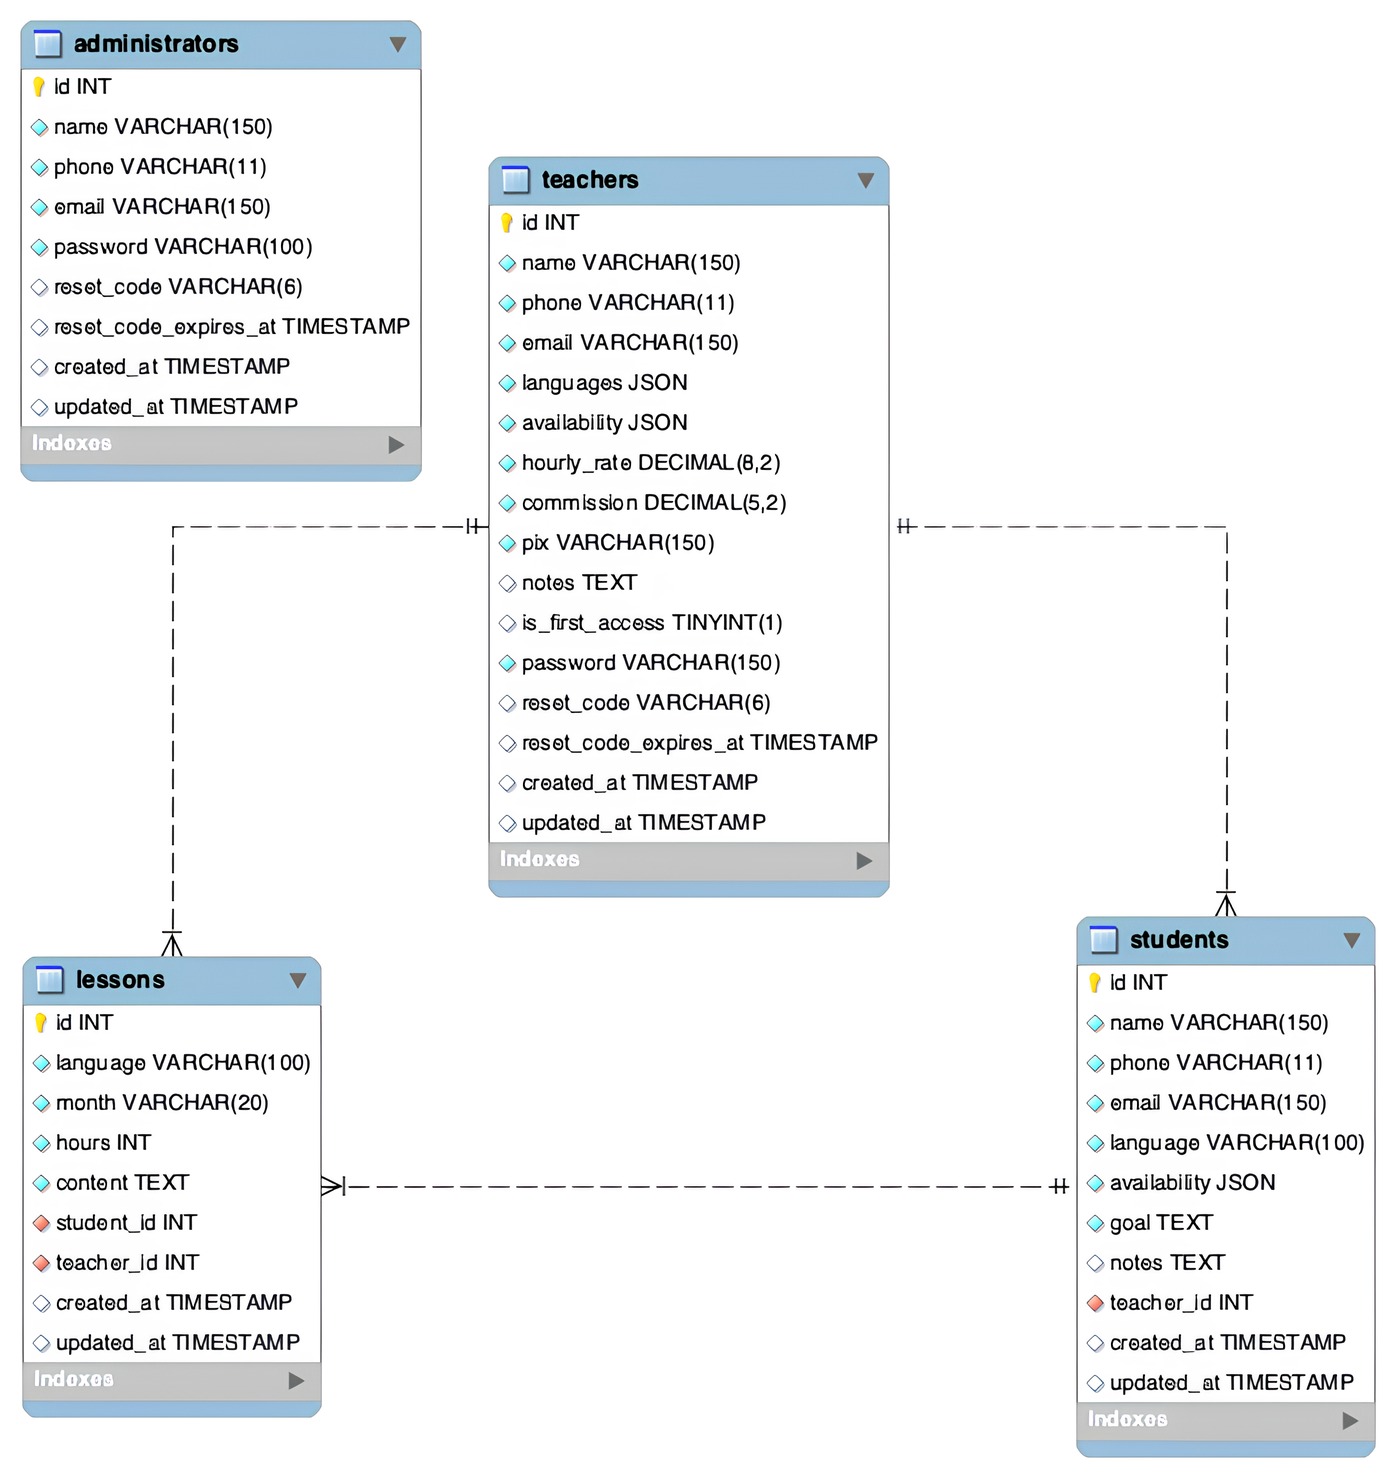 administrators
id INT
name VARCHAR(150)
phone VARCHAR(11)
email VARCHAR(150)
password VARCHAR(100)
reset_code VARCHAR(6)
reset_code_expires_at TIMESTAMP
created_at TIMESTAMP
updated_at TIMESTAMP
Indexes
teachers
id INT
name VARCHAR(150)
phone VARCHAR(11)
email VARCHAR(150)
languages JSON
availability JSON
hourly_rate DECIMAL(8,2)
commission DECIMAL(5,2)
pix VARCHAR(150)
notes TEXT
is_first_access TINYINT(1)
password VARCHAR(150)
reset_code VARCHAR(6)
reset_code_expires_at TIMESTAMP
created_at TIMESTAMP
updated_at TIMESTAMP
Indexes
lessons
id INT
language VARCHAR(100)
month VARCHAR(20)
hours INT
content TEXT
student_id INT
teacher_id INT
created_at TIMESTAMP
updated_at TIMESTAMP
Indexes
students
id INT
name VARCHAR(150)
phone VARCHAR(11)
email VARCHAR(150)
language VARCHAR(100)
availability JSON
goal TEXT
notes TEXT
teacher_id INT
created_at TIMESTAMP
updated_at TIMESTAMP
Indexes